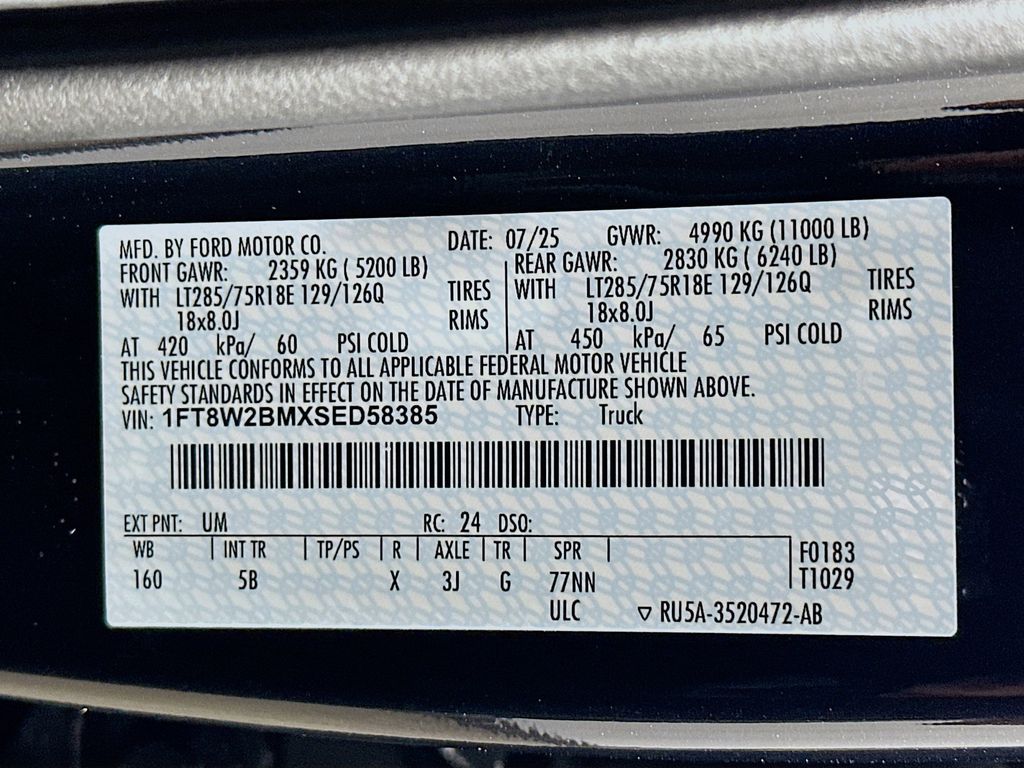 MFD. BY FORD MOTOR CO. DATE: 07/25 GVWR: 4990 KG (11000 LB)
FRONT GAWR: 2359 KG ( 5200 LB) REAR GAWR: 2830 KG ( 6240 LB)
WITH LT285/75R18E 129/126Q TIRES WITH LT285/75R18E 129/126Q TIRES
18x8.0J RIMS 18x8.0J RIMS
AT 420 kPa/ 60 PSI COLD AT 450 kPa/ 65 PSI COLD
THIS VEHICLE CONFORMS TO ALL APPLICABLE FEDERAL MOTOR VEHICLE
SAFETY STANDARDS IN EFFECT ON THE DATE OF MANUFACTURE SHOWN ABOVE.
VIN: 1FT8W2BMXSED58385 TYPE: Truck
EXT PNT: UM RC: 24 DSO:
WB INT TR TP/PS R AXLE TR SPR F0183
160 5B X 3J G 77NN T1029
ULC ▽ RU5A-3520472-AB